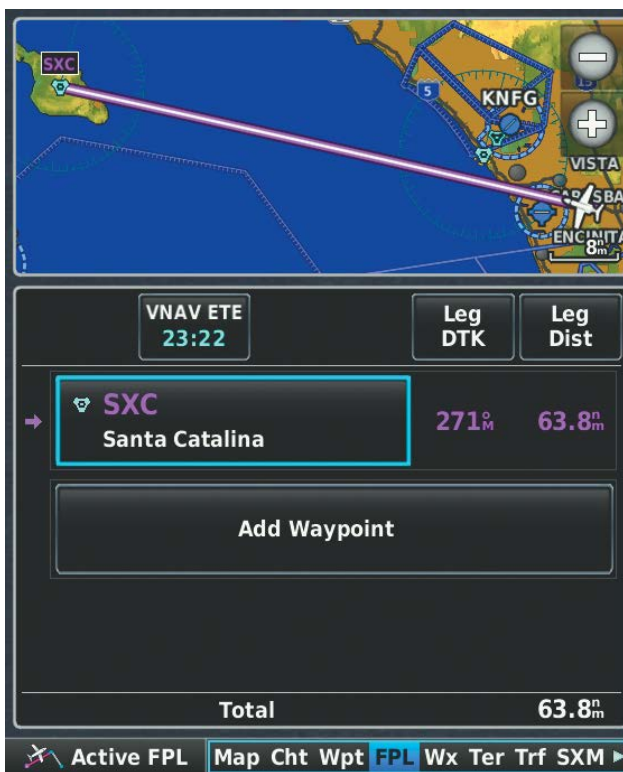 SXC
5
KNFG
VISTA
8nm
VNAV ETE
23:22
Leg
DTK
Leg
Dist
SXC
Santa Catalina
271°M
63.8nm
Add Waypoint
Total
63.8nm
Active FPL
Map Cht Wpt FPL Wx Ter Trf SXM